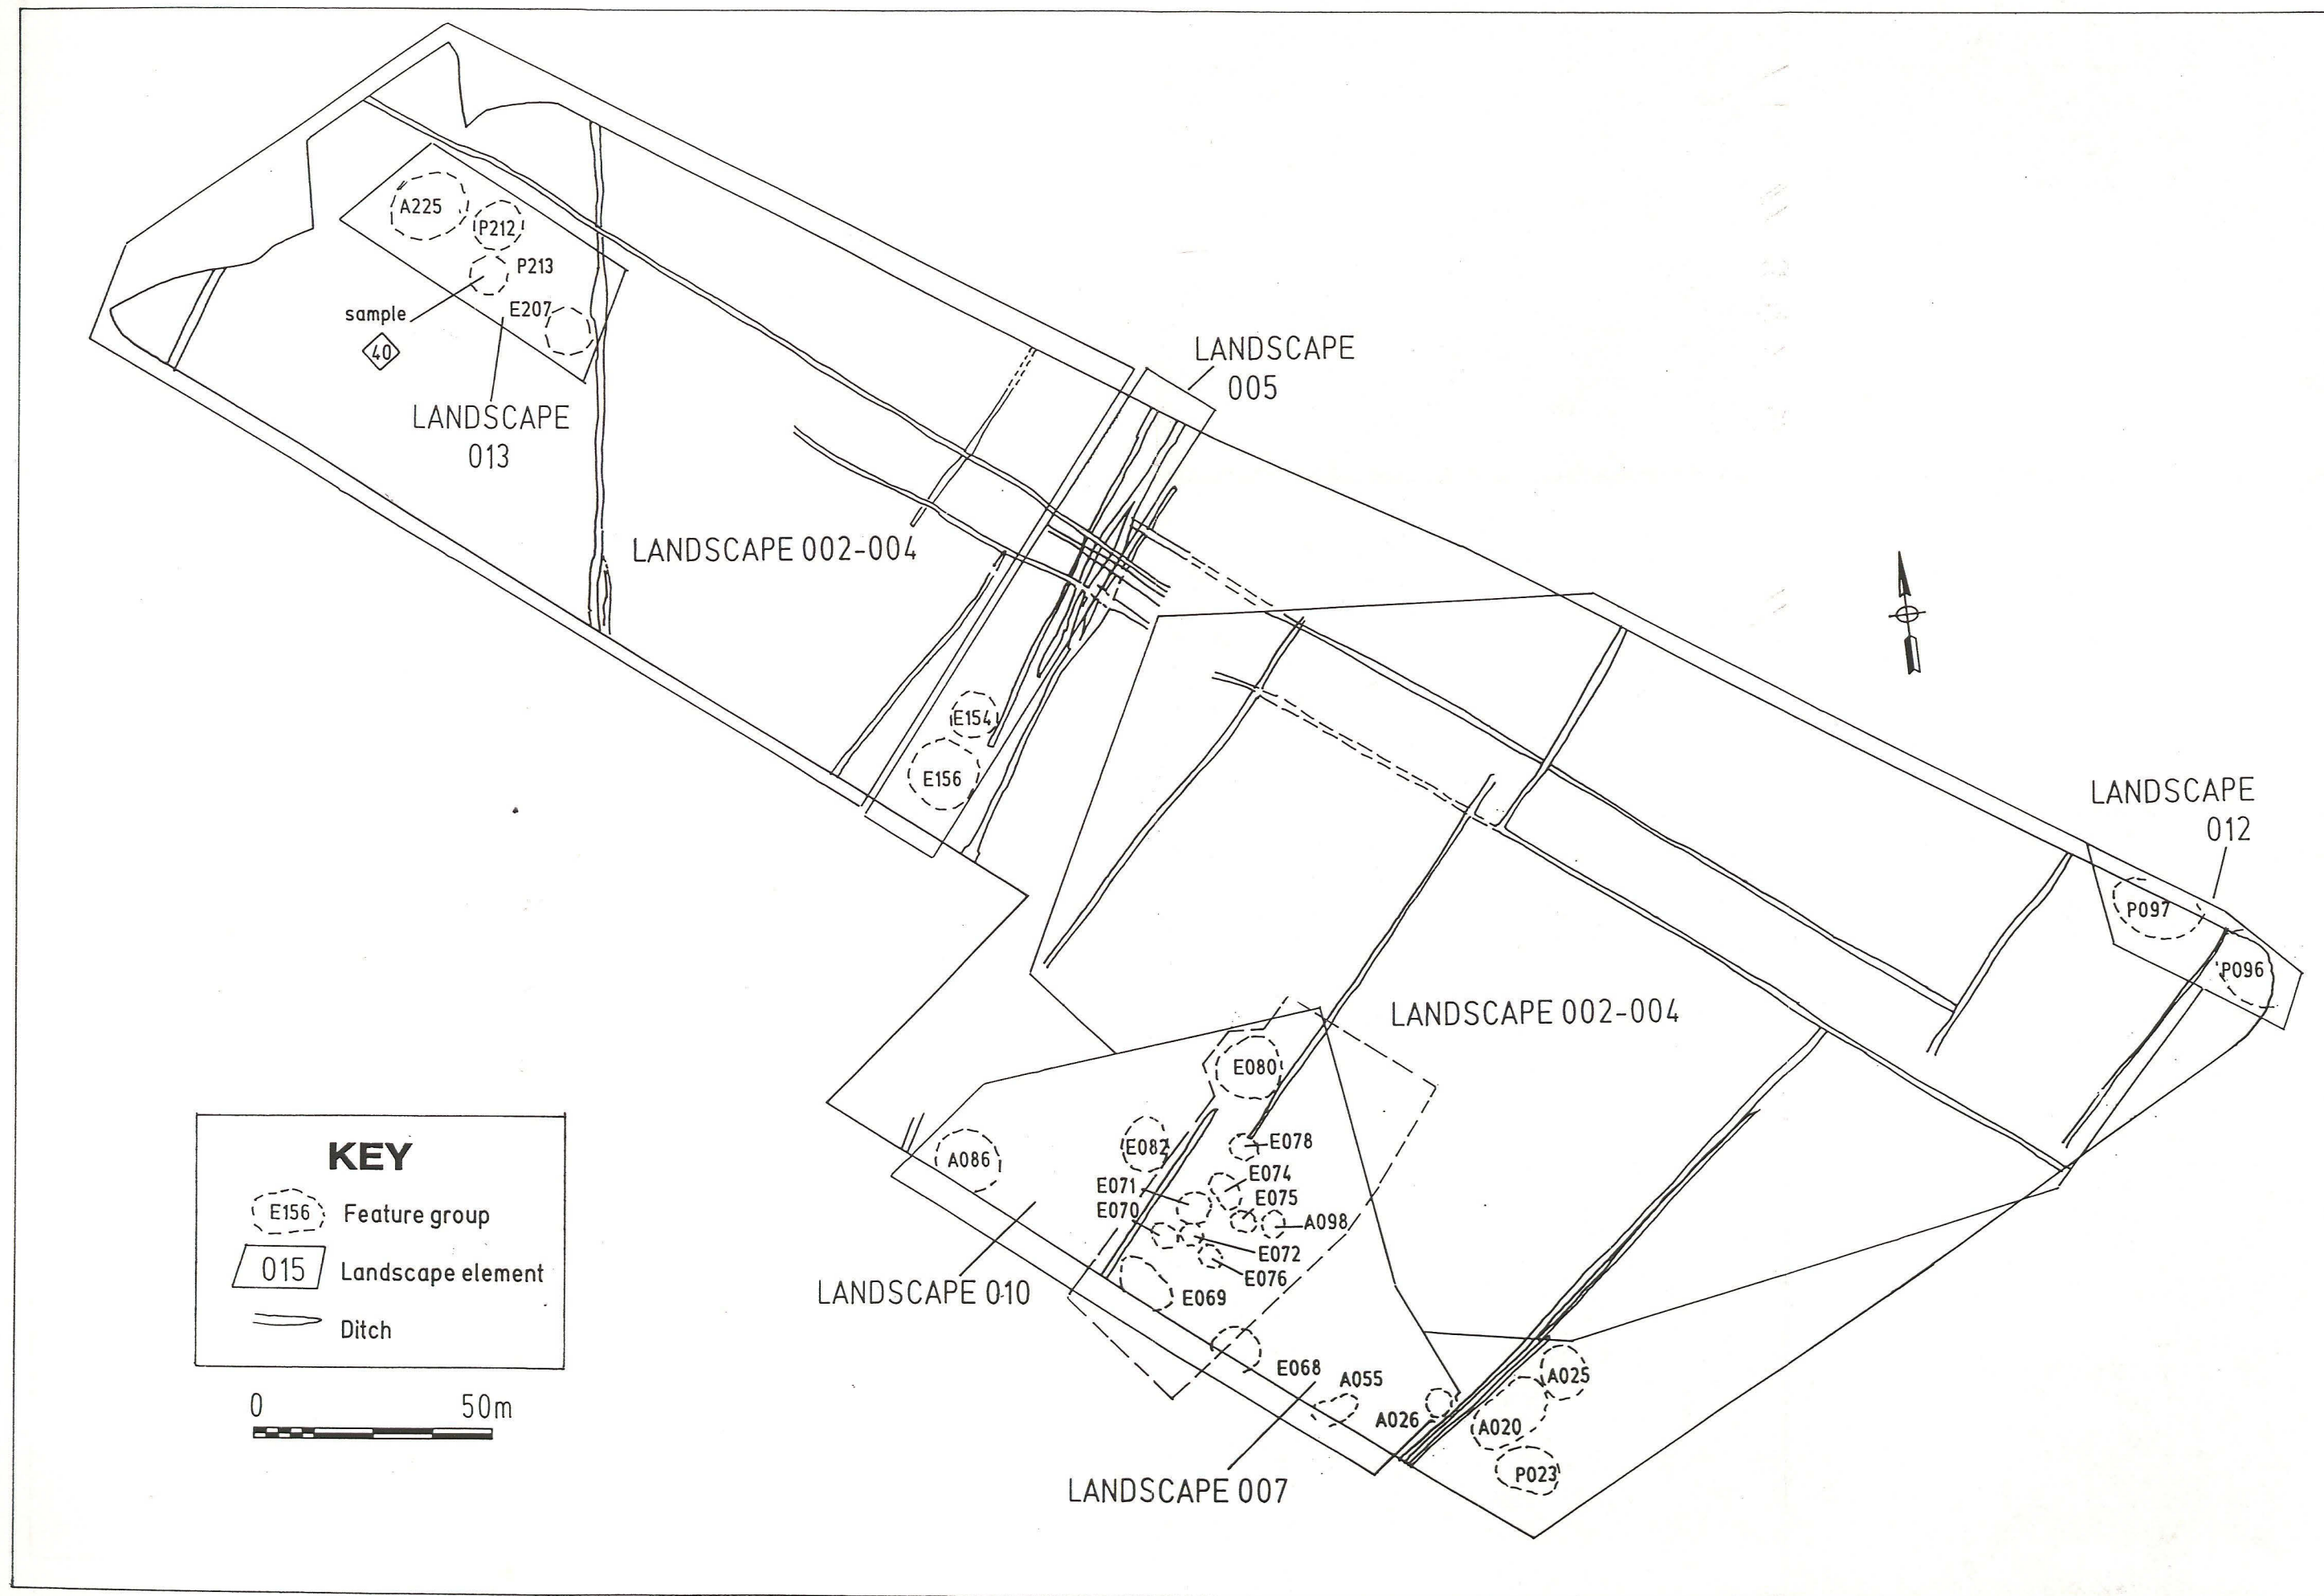 A225
P212
P213
E207
sample
40
LANDSCAPE
013
LANDSCAPE
005
LANDSCAPE 002-004
E154
E156
LANDSCAPE
012
P097
P096
LANDSCAPE 002-004
E080
E082
E078
A086
E074
E071
E075
E070
A098
E072
E076
E069
LANDSCAPE 010
E068
A055
A026
A025
A020
P023
LANDSCAPE 007
KEY
E156 Feature group
015 Landscape element
Ditch
0 50m